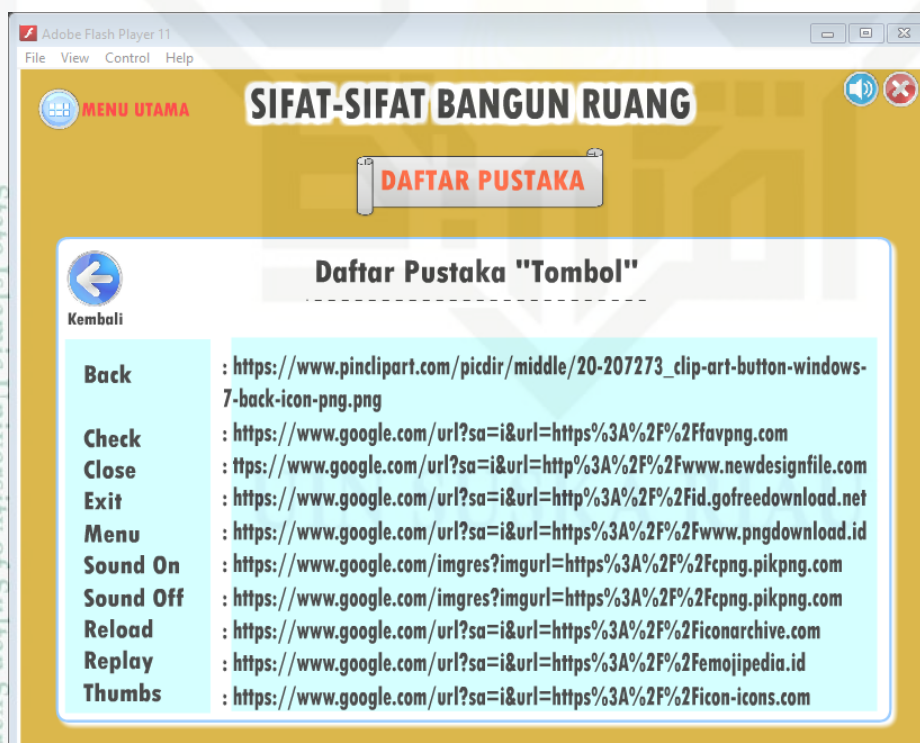 Adobe Flash Player 11
File View Control Help
MENU UTAMA
SIFAT-SIFAT BANGUN RUANG
DAFTAR PUSTAKA
Kembali
Daftar Pustaka "Tombol"
Back : https://www.pinclipart.com/picdir/middle/20-207273_clip-art-button-windows-
7-back-icon-png.png
Check : https://www.google.com/url?sa=i&url=https%3A%2F%2Ffavpng.com
Close : ttps://www.google.com/url?sa=i&url=http%3A%2F%2Fwww.newdesignfile.com
Exit : https://www.google.com/url?sa=i&url=http%3A%2F%2Fid.gofreedownload.net
Menu : https://www.google.com/url?sa=i&url=https%3A%2F%2Fwww.pngdownload.id
Sound On : https://www.google.com/imgres?imgurl=https%3A%2F%2Fcpng.pikpng.com
Sound Off : https://www.google.com/imgres?imgurl=https%3A%2F%2Fcpng.pikpng.com
Reload : https://www.google.com/url?sa=i&url=https%3A%2F%2Ficonarchive.com
Replay : https://www.google.com/url?sa=i&url=https%3A%2F%2Femojipedia.id
Thumbs : https://www.google.com/url?sa=i&url=https%3A%2F%2Ficon-icons.com